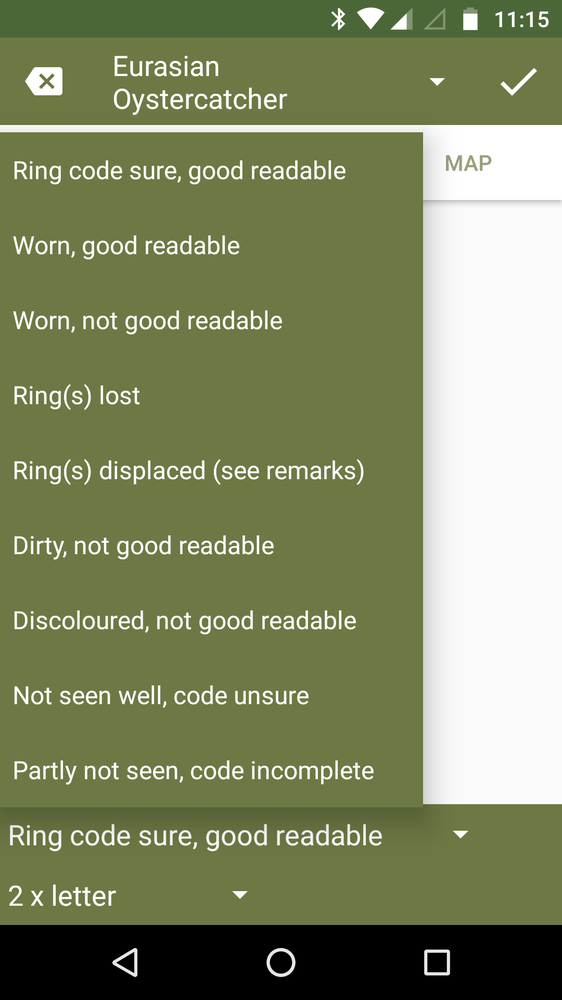 11:15
Eurasian
Oystercatcher
MAP
Ring code sure, good readable
Worn, good readable
Worn, not good readable
Ring(s) lost
Ring(s) displaced (see remarks)
Dirty, not good readable
Discoloured, not good readable
Not seen well, code unsure
Partly not seen, code incomplete
Ring code sure, good readable
2 x letter